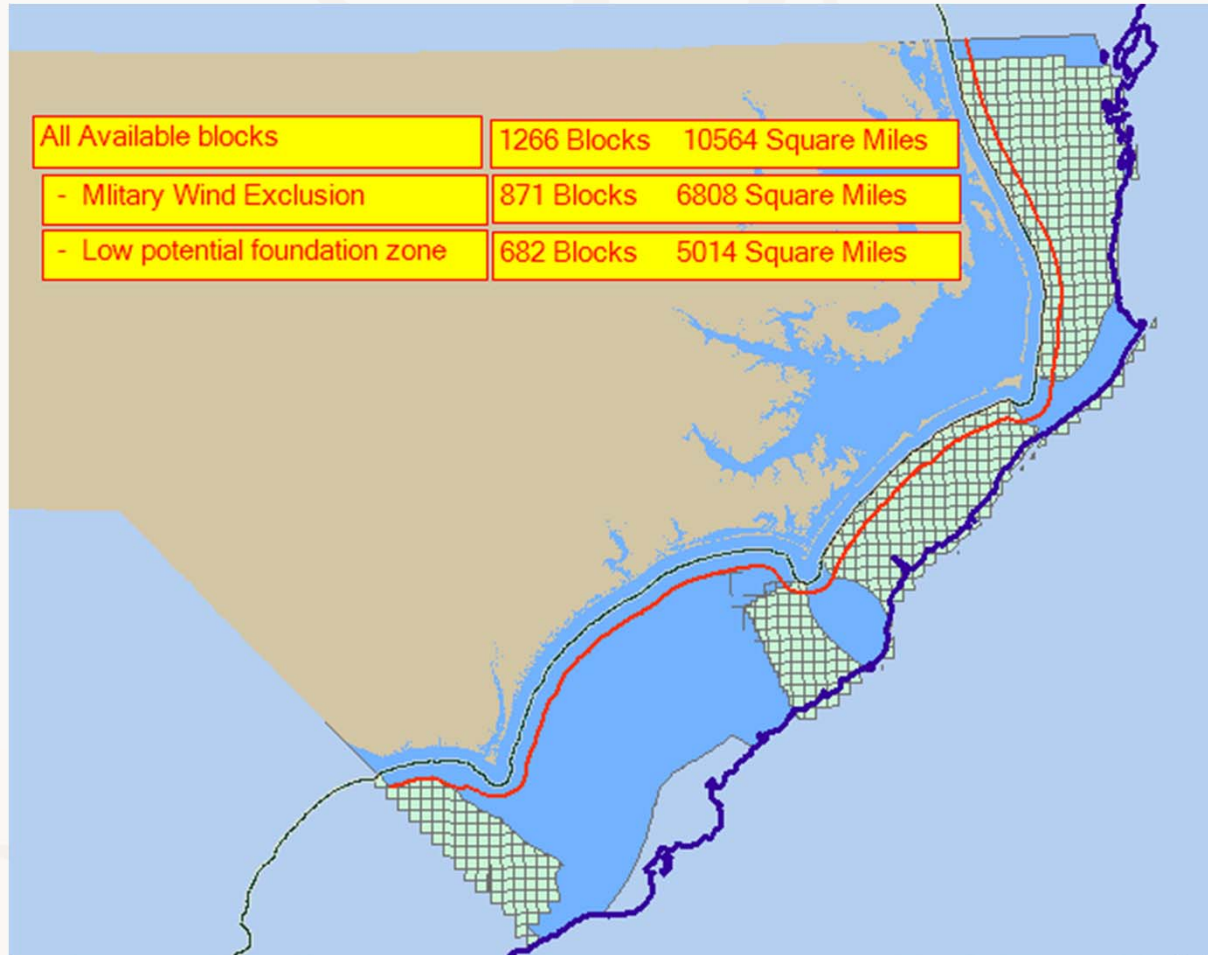 All Available blocks 1266 Blocks 10564 Square Miles
- MIitary Wind Exclusion 871 Blocks 6808 Square Miles
- Low potential foundation zone 682 Blocks 5014 Square Miles